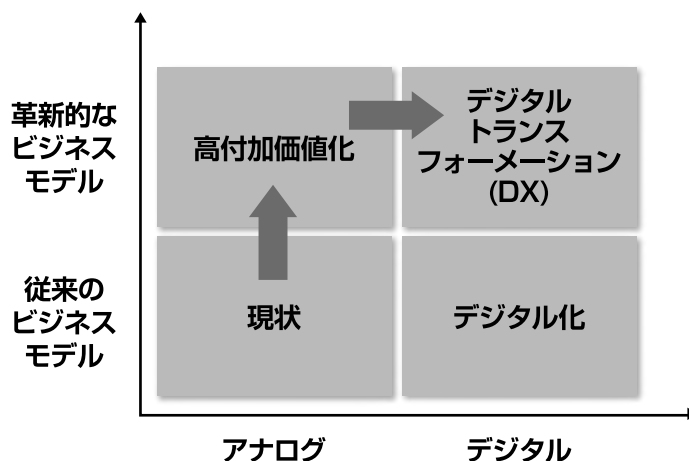 革新的な
ビジネス
モデル
高付加価値化
デジタル
トランス
フォーメーション
(DX)
従来の
ビジネス
モデル
現状
デジタル化
アナログ
デジタル